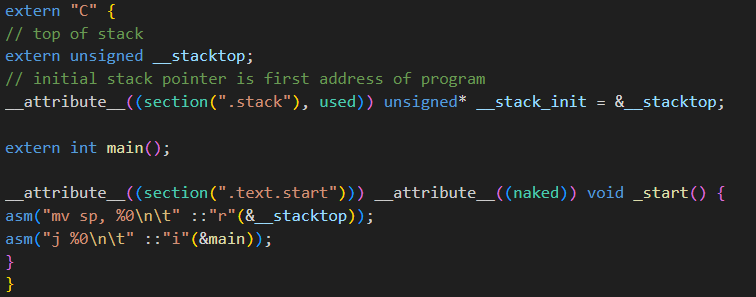 extern "C" {
// top of stack
extern unsigned __stacktop;
// initial stack pointer is first address of program
__attribute__((section(".stack"), used)) unsigned* __stack_init = &__stacktop;
extern int main();
__attribute__((section(".text.start"))) __attribute__((naked)) void _start() {
asm("mv sp, %0\n\t" ::"r"(&__stacktop));
asm("j %0\n\t" ::"i"(&main));
}
}